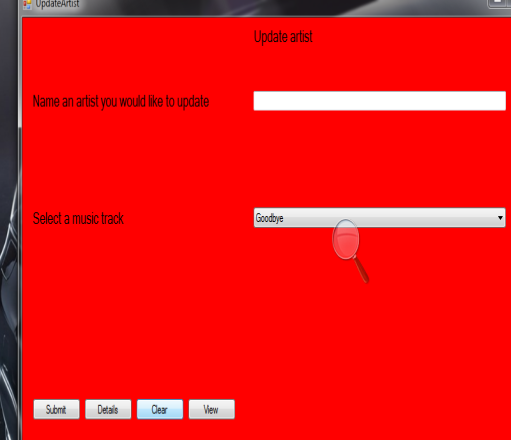 UpdateArtist
Update artist
Name an artist you would like to update
Select a music track
Goodbye
Submit Details Clear View